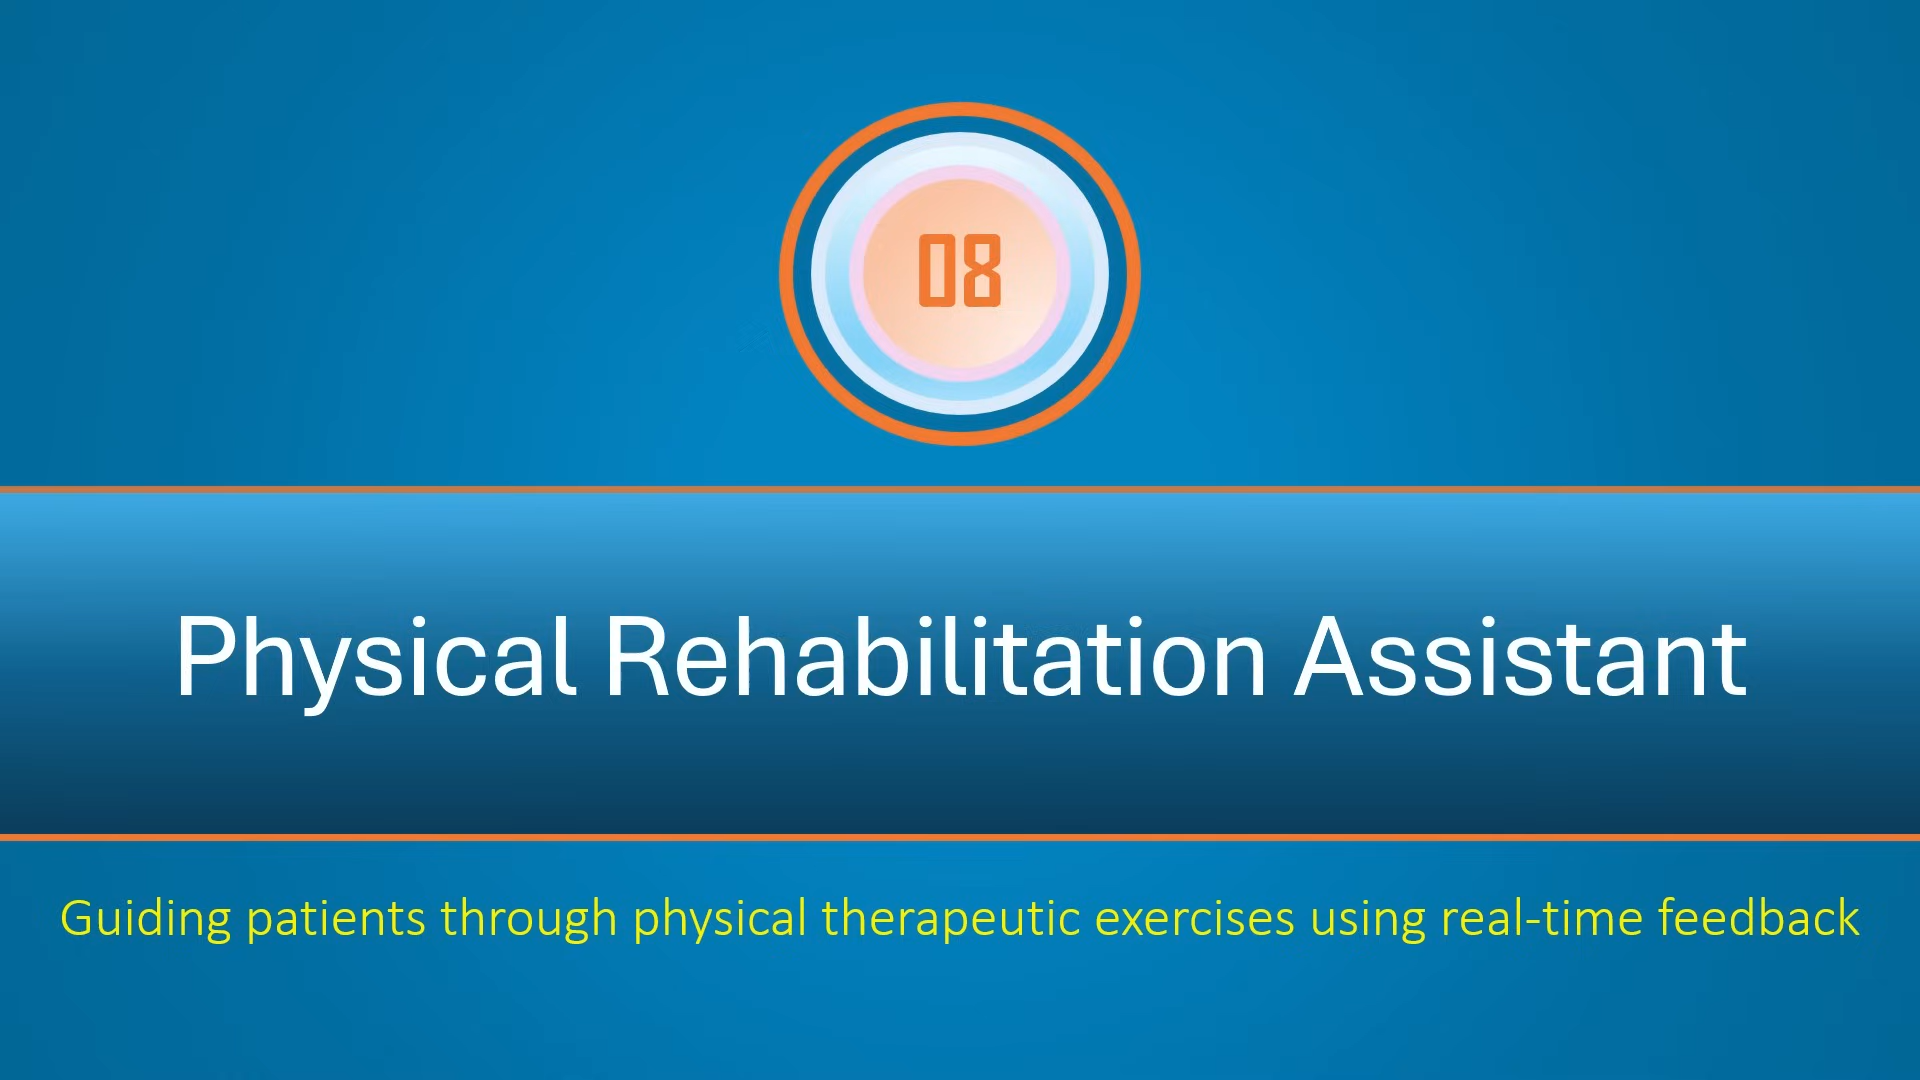 08
Physical Rehabilitation Assistant
Guiding patients through physical therapeutic exercises using real-time feedback